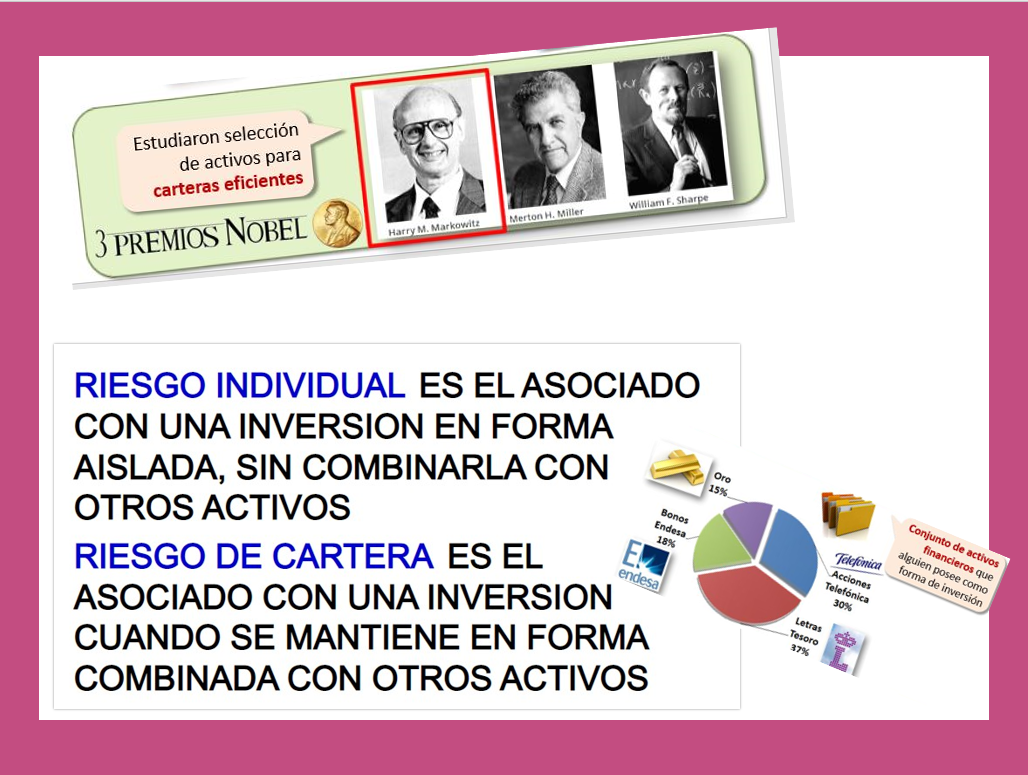 Estudiaron selección
de activos para
carteras eficientes
3 PREMIOS NOBEL
Harry M. Markowitz
Merton H. Miller
William F. Sharpe
RIESGO INDIVIDUAL ES EL ASOCIADO
CON UNA INVERSION EN FORMA
AISLADA, SIN COMBINARLA CON
OTROS ACTIVOS
RIESGO DE CARTERA ES EL
ASOCIADO CON UNA INVERSION
CUANDO SE MANTIENE EN FORMA
COMBINADA CON OTROS ACTIVOS
Oro
15%
Bonos
Endesa
18%
endesa
Telefónica
Acciones
Telefónica
30%
Letras
Tesoro
37%
Conjunto de activos
financieros que
alguien posee como
forma de inversión